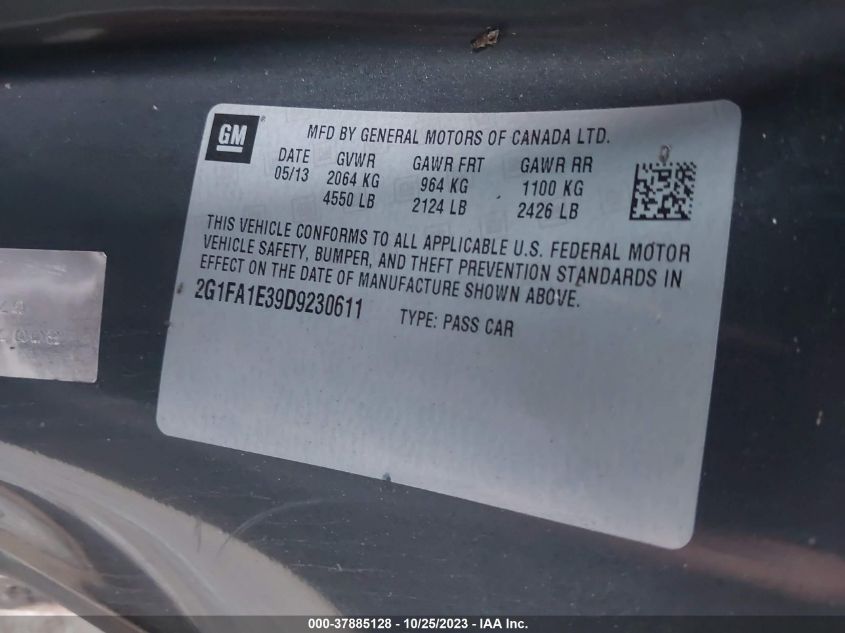 GM
MFD BY GENERAL MOTORS OF CANADA LTD.
DATE GVWR GAWR FRT GAWR RR
05/13 2064 KG 964 KG 1100 KG
4550 LB 2124 LB 2426 LB
THIS VEHICLE CONFORMS TO ALL APPLICABLE U.S. FEDERAL MOTOR
VEHICLE SAFETY, BUMPER, AND THEFT PREVENTION STANDARDS IN
EFFECT ON THE DATE OF MANUFACTURE SHOWN ABOVE.
2G1FA1E39D9230611 TYPE: PASS CAR
000-37885128 - 10/25/2023 - IAA Inc.